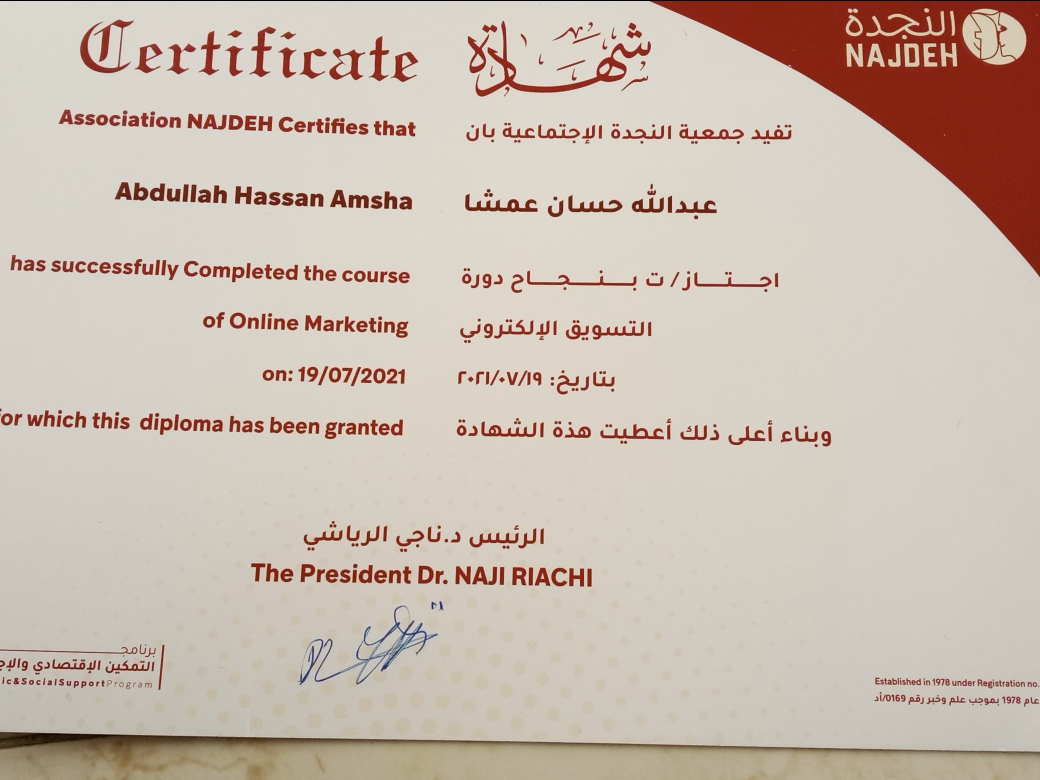 النجدة
NAJDEH
Certificate
شهادة
Association NAJDEH Certifies that
تفيد جمعية النجدة الإجتماعية بان
Abdullah Hassan Amsha
عبدالله حسان عمشا
has successfully Completed the course
اجـــتـــاز/ ت بـــنـــجـــاح دورة
of Online Marketing
التسويق الإلكتروني
on: 19/07/2021
بتاريخ: ٢٠٢١/٠٧/١٩
for which this diploma has been granted
وبناء أعلى ذلك أعطيت هذة الشهادة
الرئيس د.ناجي الرياشي
The President Dr. NAJI RIACHI
برنامج
التمكين الإقتصادي
ic&SocialSupportProgram
Established in 1978 under Registration no.
عام 1978 بموجب علم وخبر رقم 0169/أد